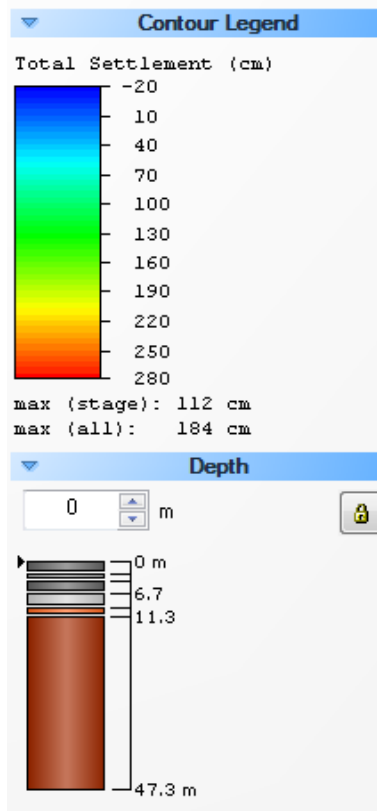 Contour Legend
Total Settlement (cm)
-20
10
40
70
100
130
160
190
220
250
280
max (stage): 112 cm
max (all): 184 cm
Depth
0 m
0 m
6.7
11.3
47.3 m